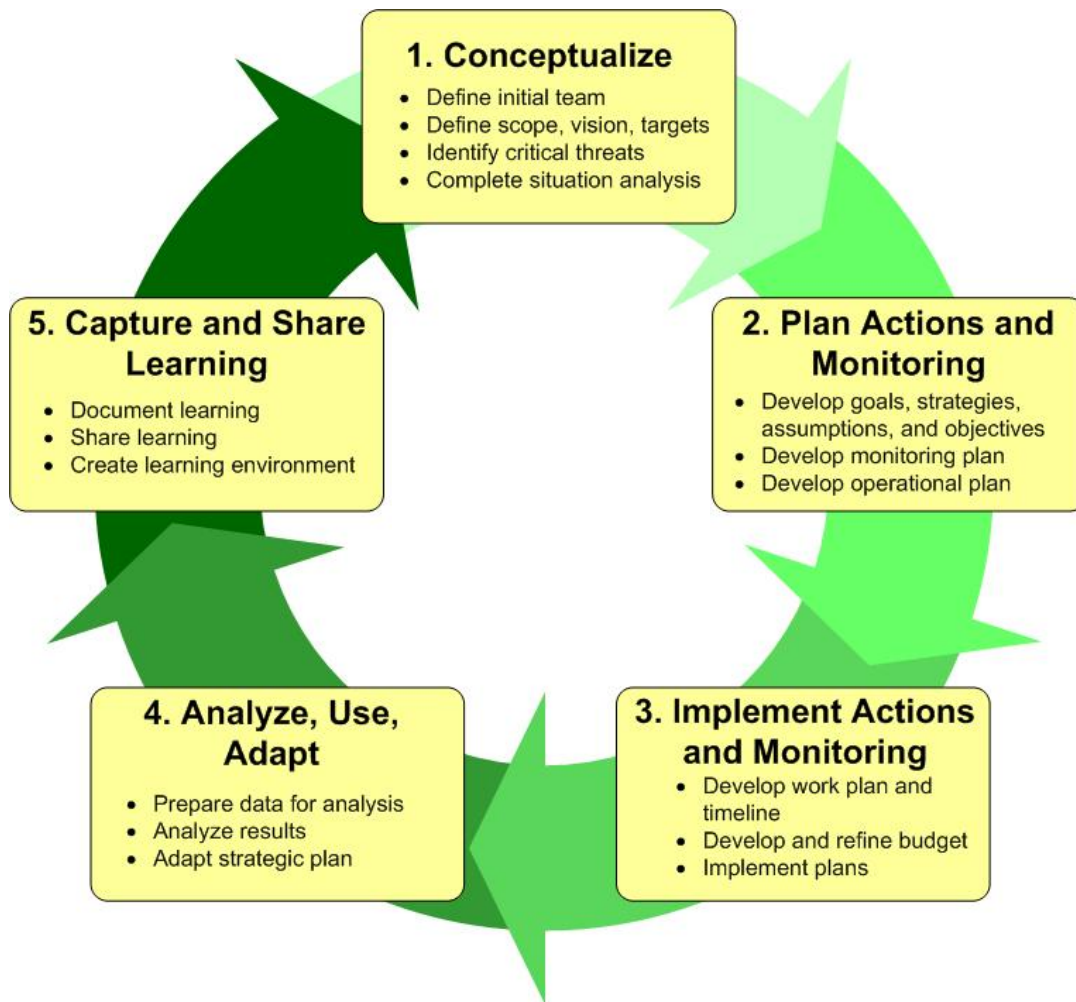 1. Conceptualize
• Define initial team
• Define scope, vision, targets
• Identify critical threats
• Complete situation analysis
2. Plan Actions and
Monitoring
• Develop goals, strategies,
assumptions, and objectives
• Develop monitoring plan
• Develop operational plan
3. Implement Actions
and Monitoring
• Develop work plan and
timeline
• Develop and refine budget
• Implement plans
4. Analyze, Use,
Adapt
• Prepare data for analysis
• Analyze results
• Adapt strategic plan
5. Capture and Share
Learning
• Document learning
• Share learning
• Create learning environment